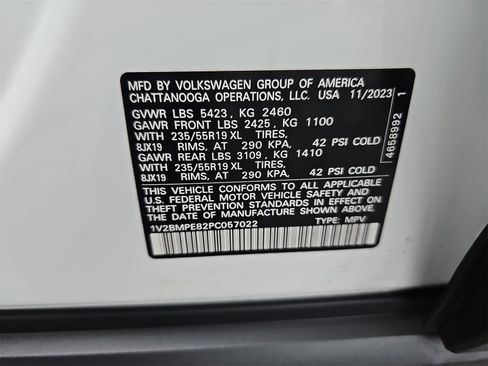 MFD BY VOLKSWAGEN GROUP OF AMERICA
CHATTANOOGA OPERATIONS, LLC. USA 11/2023
GVWR LBS 5423, KG 2460
GAWR FRONT LBS 2425, KG 1100
WITH 235/55R19 XL TIRES,
8JX19 RIMS, AT 290 KPA, 42 PSI COLD
GAWR REAR LBS 3109, KG 1410
WITH 235/55R19 XL TIRES,
8JX19 RIMS, AT 290 KPA, 42 PSI COLD
THIS VEHICLE CONFORMS TO ALL APPLICABLE
U.S. FEDERAL MOTOR VEHICLE SAFETY AND
THEFT PREVENTION STANDARDS IN EFFECT ON
THE DATE OF MANUFACTURE SHOWN ABOVE.
1V2BMPE82PC057022 TYPE: MPV
4658992 1